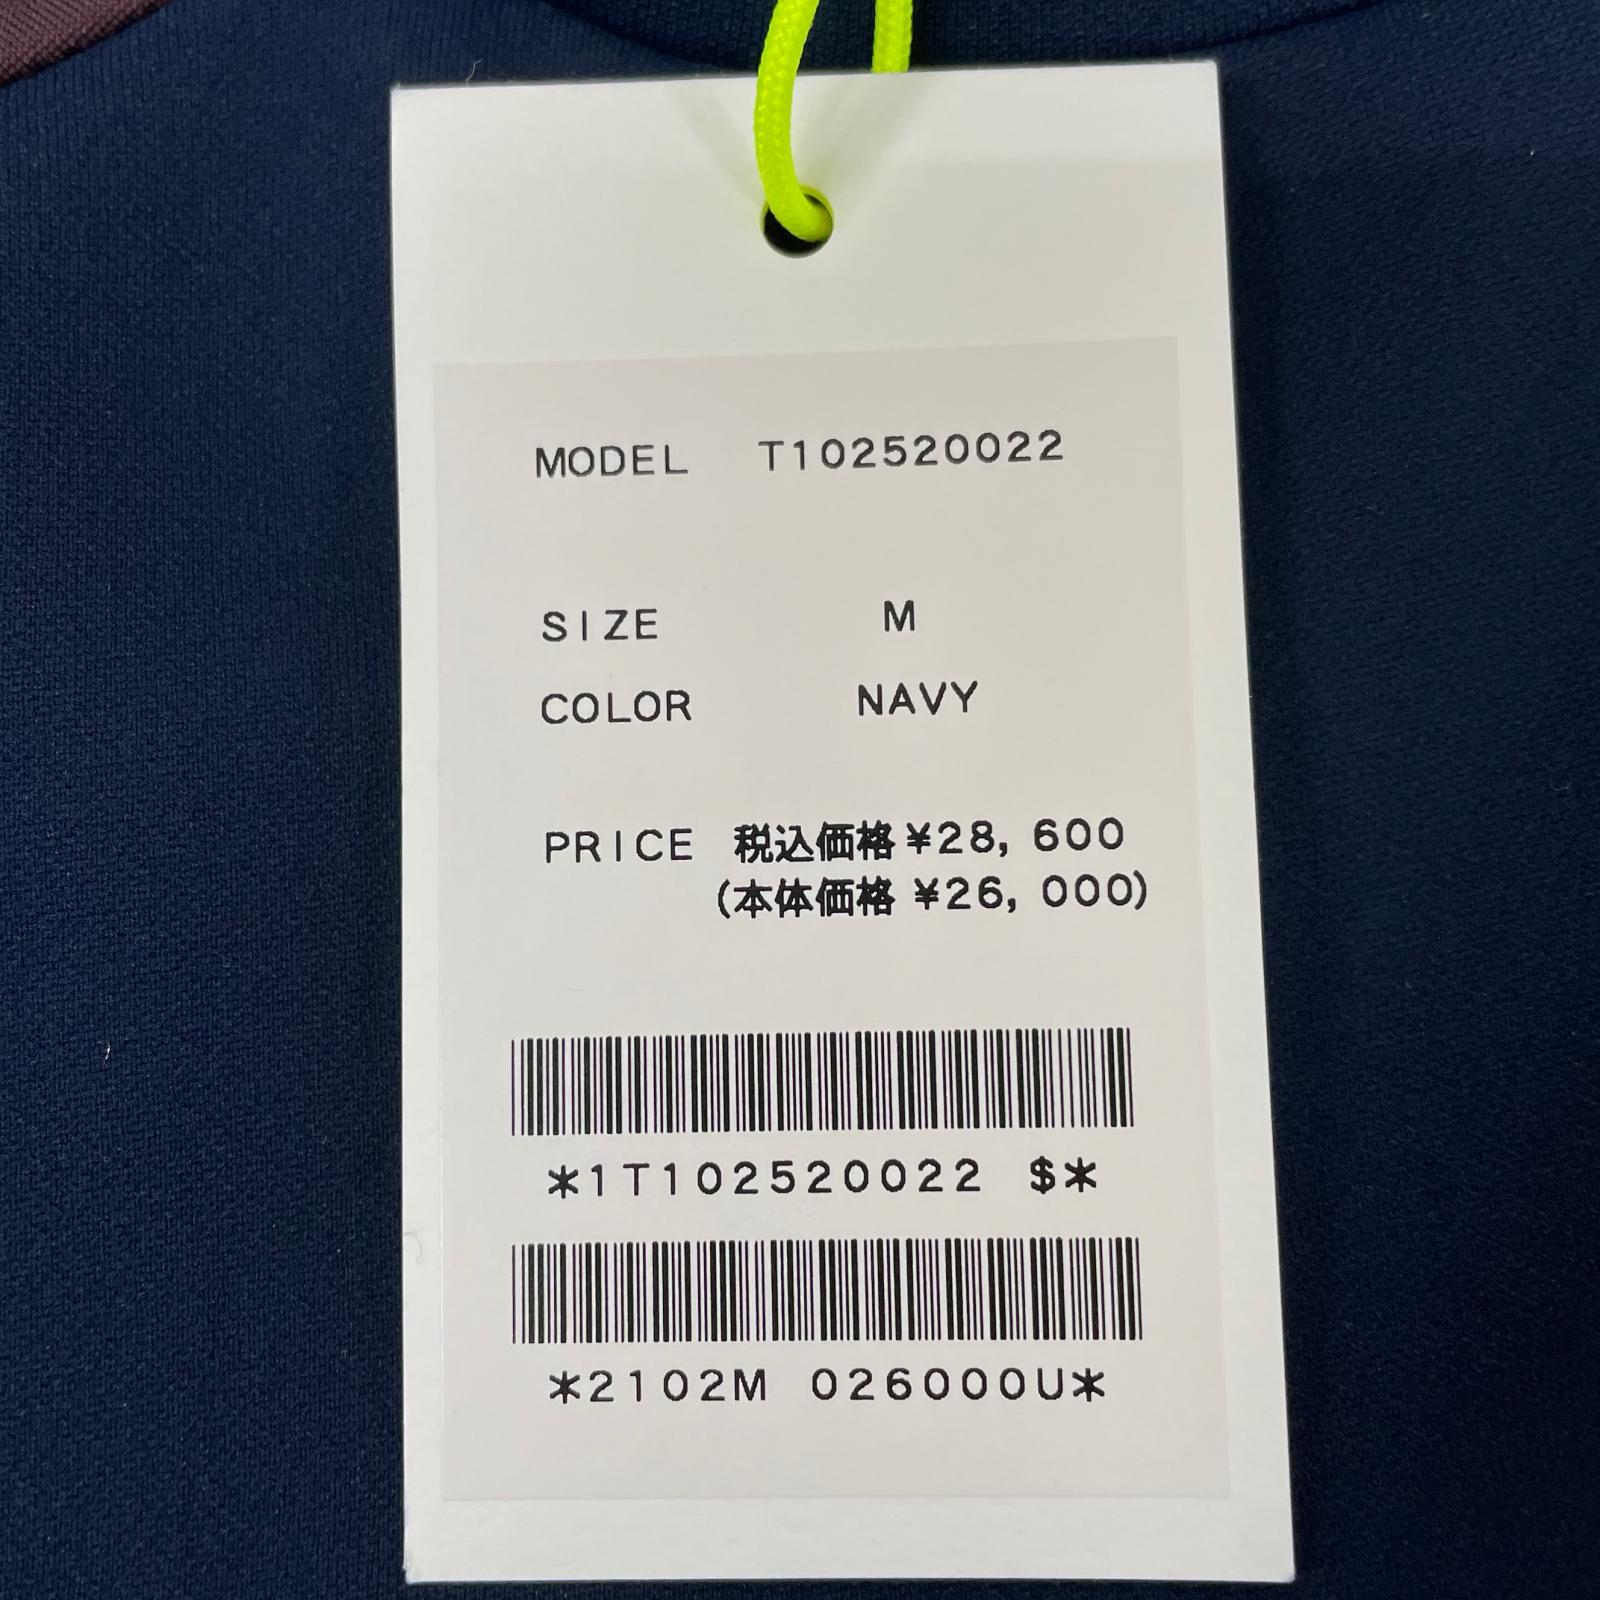 MODEL T102520022
SIZE M
COLOR NAVY
PRICE 税込価格¥28,600
(本体価格 ¥26,000)
*1T102520022 $*
*2102M 026000U*